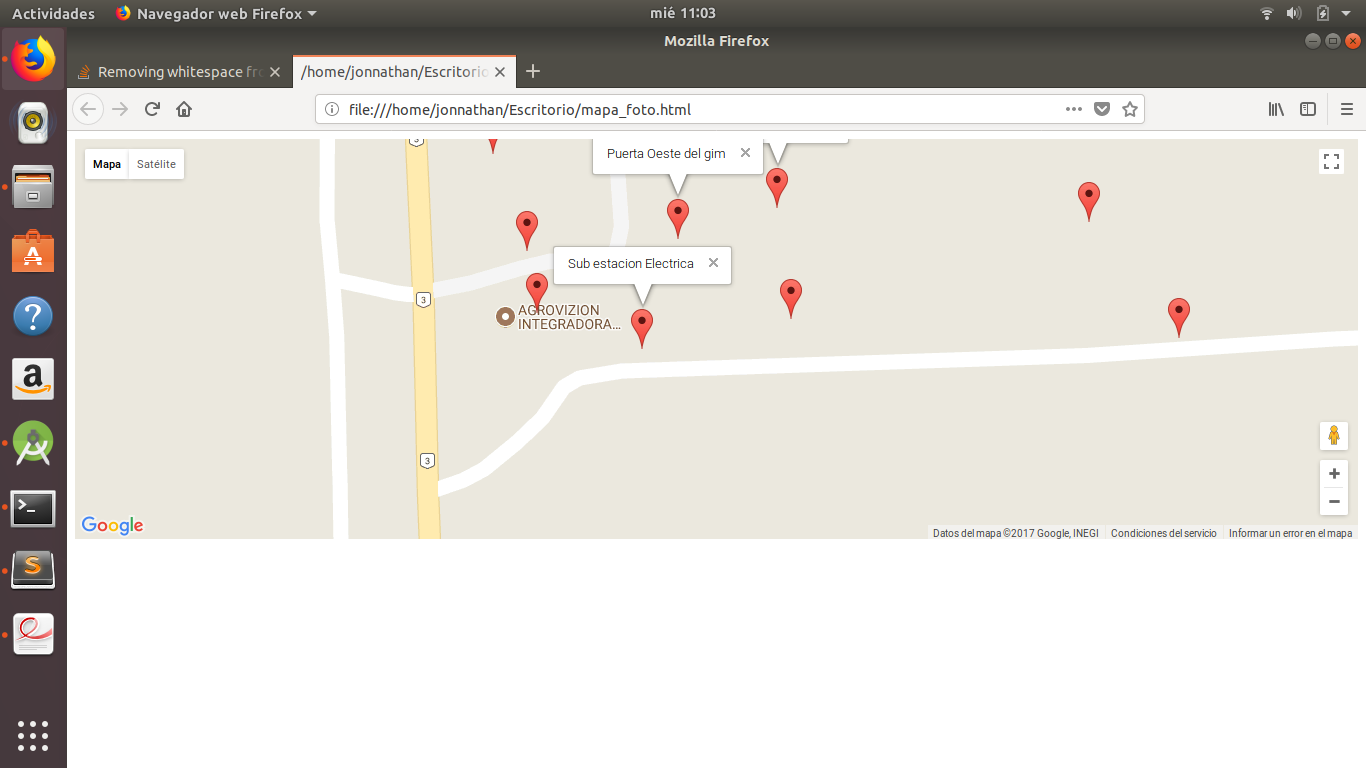 Actividades
Navegador web Firefox
mié 11:03
Mozilla Firefox
Removing whitespace fro
/home/jonnathan/Escritorio
file:///home/jonnathan/Escritorio/mapa_foto.html
Mapa
Satélite
3
Puerta Oeste del gim
Sub estacion Electrica
3
AGROVIZION
INTEGRADORA...
3
Google
Datos del mapa ©2017 Google, INEGI
Condiciones del servicio
Informar un error en el mapa